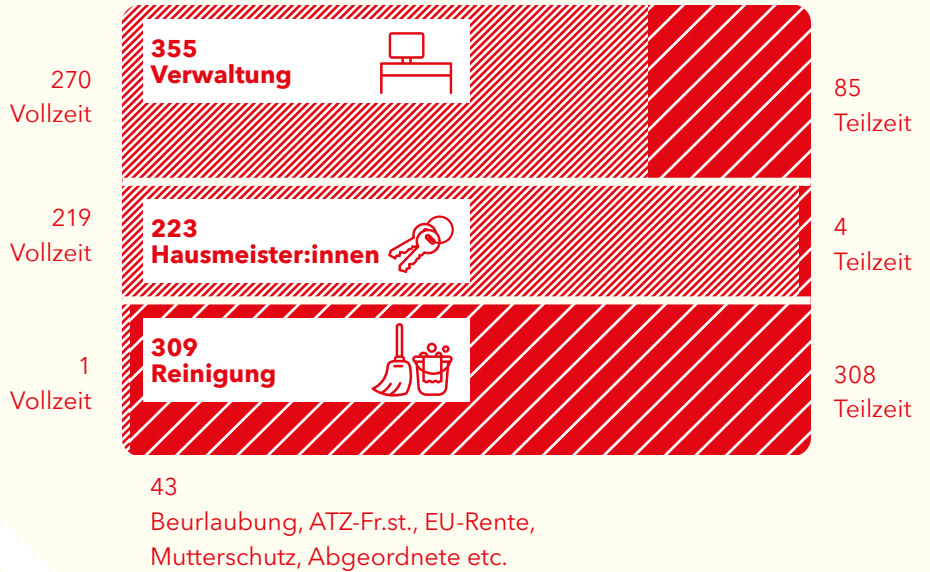 355
Verwaltung
270
Vollzeit
85
Teilzeit
223
Hausmeister:innen
219
Vollzeit
4
Teilzeit
309
Reinigung
1
Vollzeit
308
Teilzeit
43
Beurlaubung, ATZ-Fr.st., EU-Rente,
Mutterschutz, Abgeordnete etc.